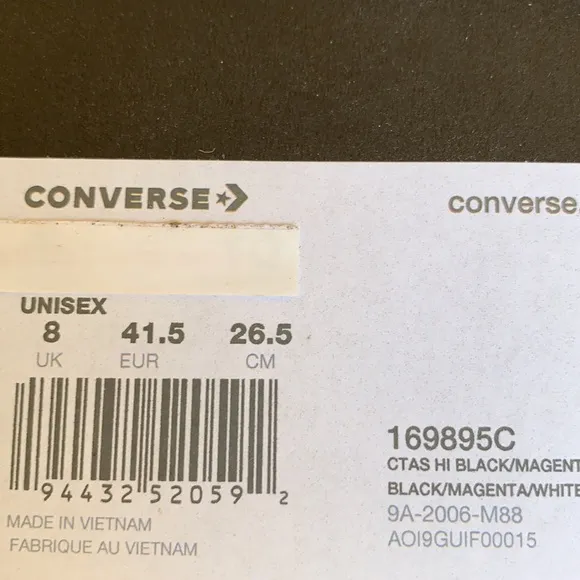 CONVERSE
converse.
UNISEX
8 41.5 26.5
UK EUR CM
94432 52059 2
169895C
CTAS HI BLACK/MAGENT
BLACK/MAGENTA/WHITE
9A-2006-M88
AOI9GUIF00015
MADE IN VIETNAM
FABRIQUE AU VIETNAM